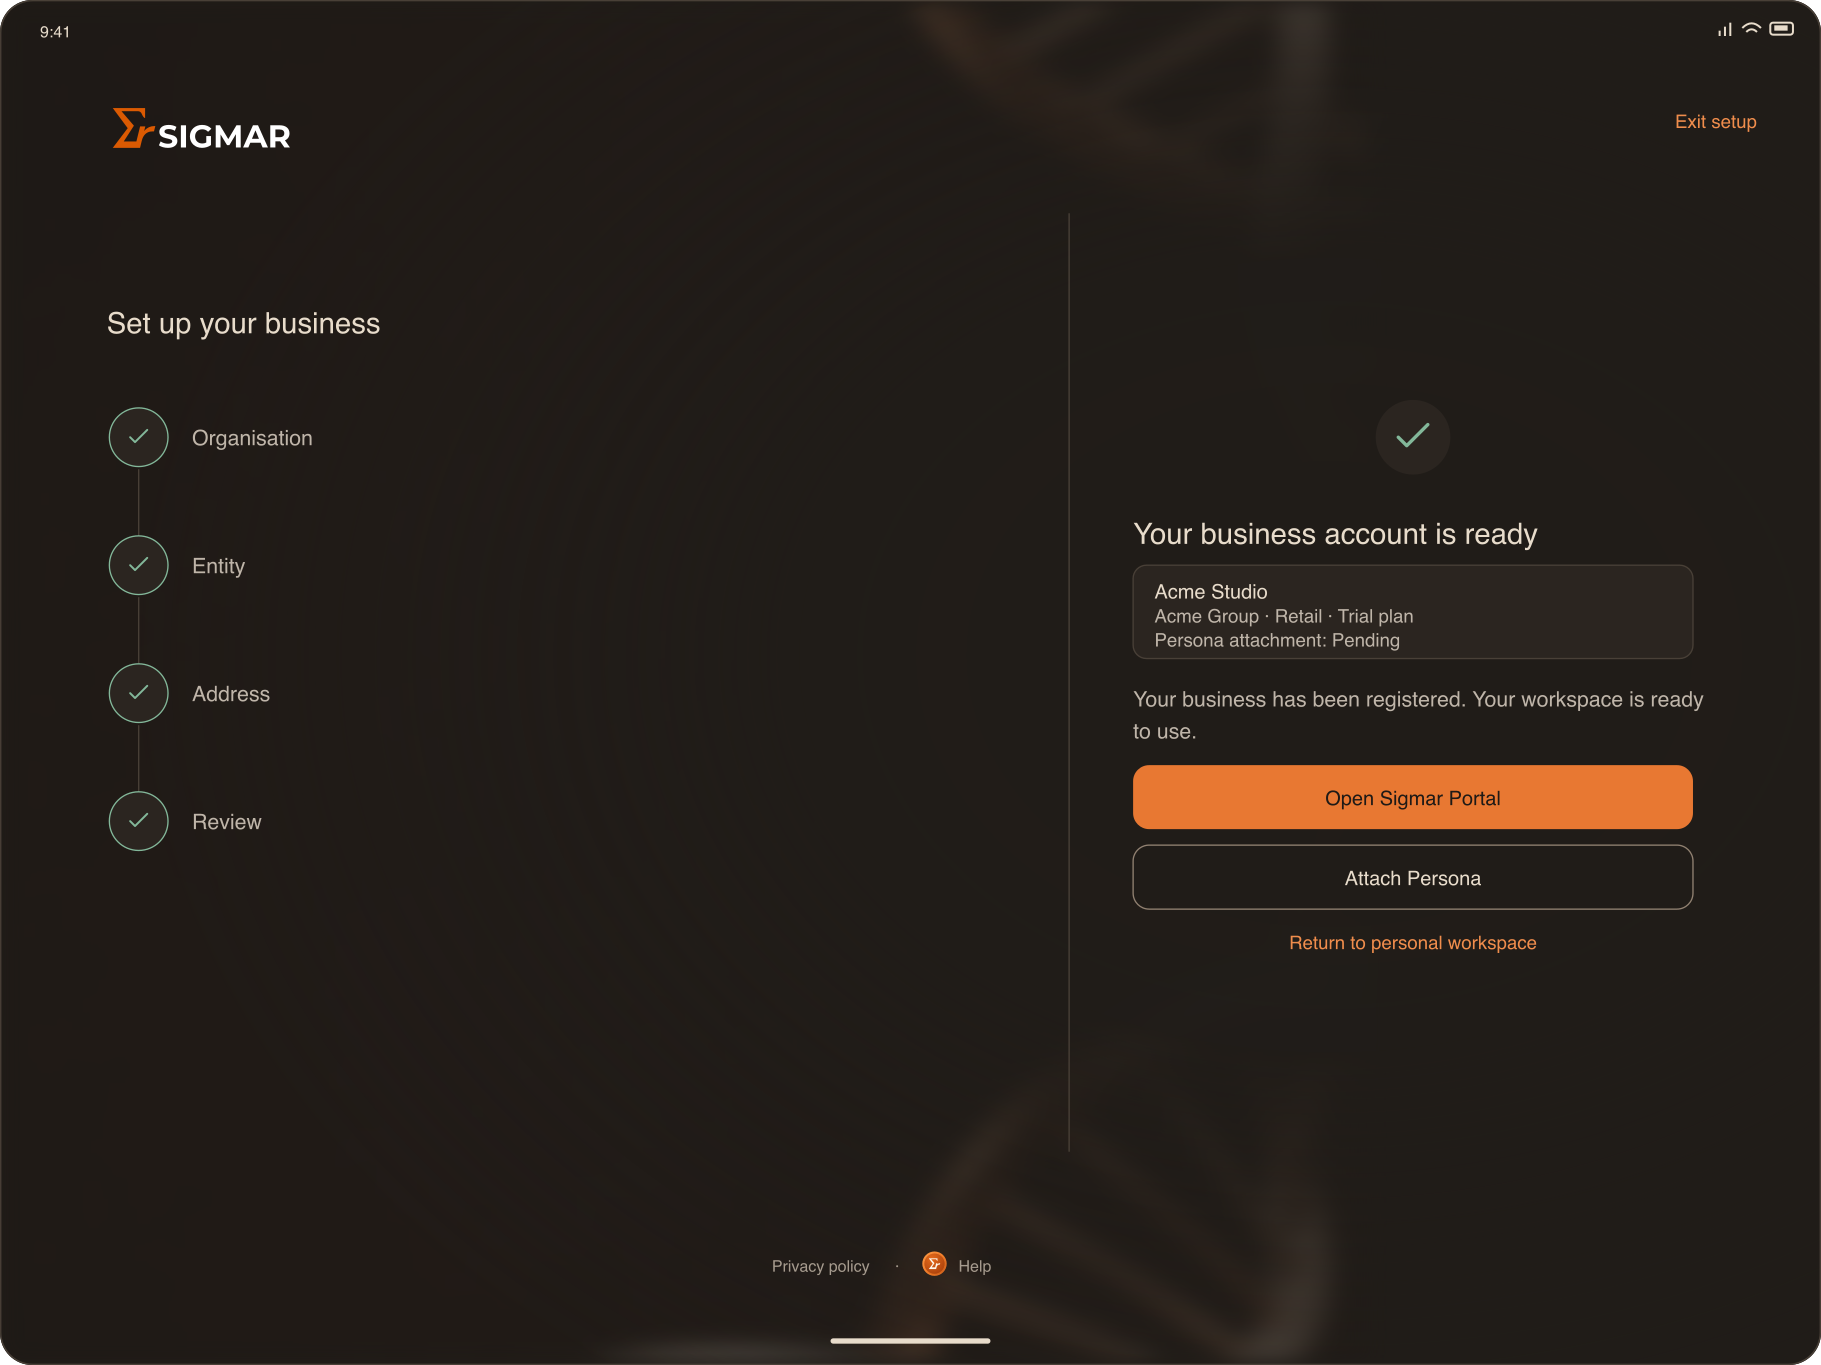 9:41
SIGMAR
Exit setup
Set up your business
Organisation
Entity
Address
Review
Your business account is ready
Acme Studio
Acme Group · Retail · Trial plan
Persona attachment: Pending
Your business has been registered. Your workspace is ready
to use.
Open Sigmar Portal
Attach Persona
Return to personal workspace
Privacy policy · Help